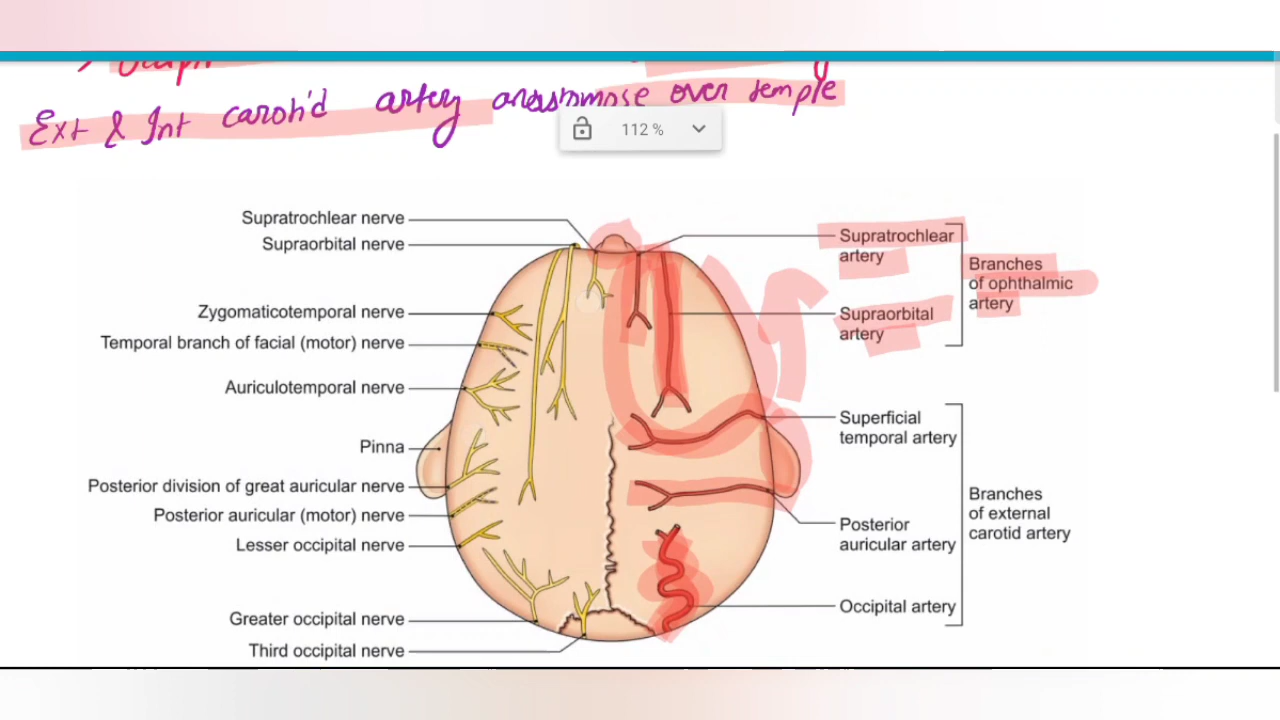 Ext & Int carotid artery anastomose over temple
112 %
Supratrochlear nerve
Supraorbital nerve
Zygomaticotemporal nerve
Temporal branch of facial (motor) nerve
Auriculotemporal nerve
Pinna
Posterior division of great auricular nerve
Posterior auricular (motor) nerve
Lesser occipital nerve
Greater occipital nerve
Third occipital nerve
Supratrochlear
artery
Supraorbital
artery
Branches
of ophthalmic
artery
Superficial
temporal artery
Posterior
auricular artery
Occipital artery
Branches
of external
carotid artery